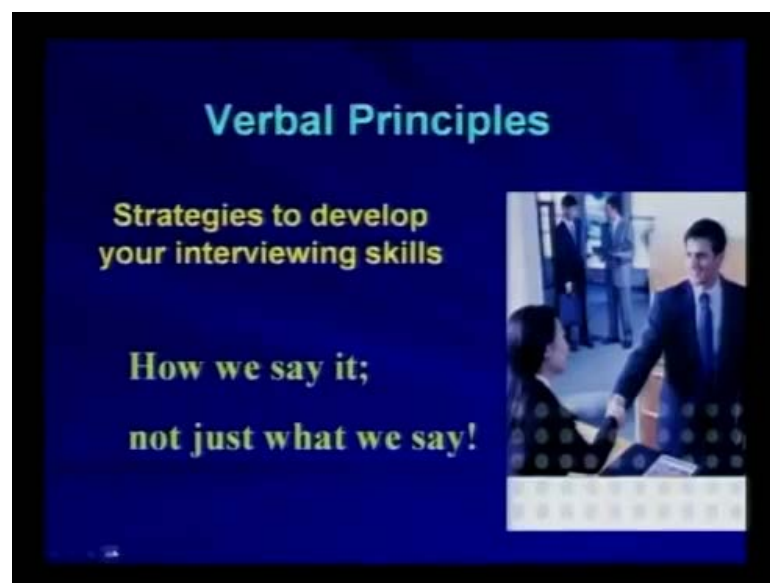 Verbal Principles
Strategies to develop
your interviewing skills
How we say it;
not just what we say!